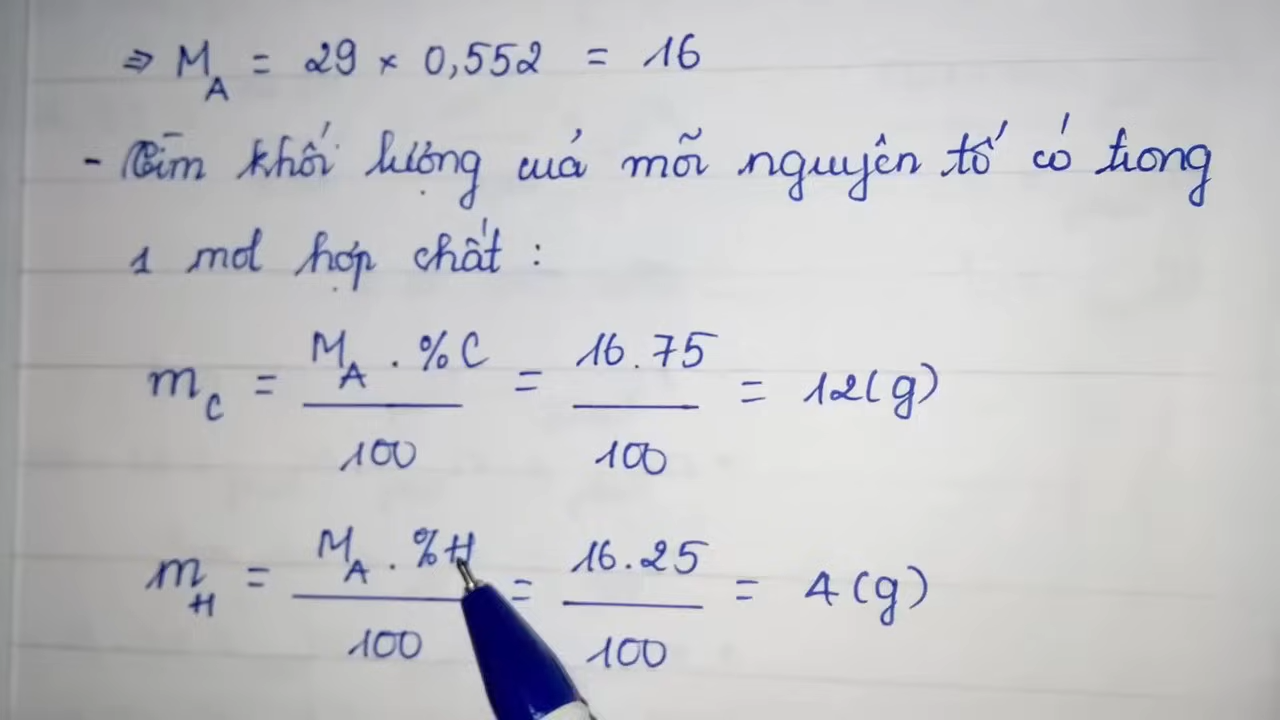 ⇒ M_A = 29 × 0,552 = 16
- Tìm khối lượng của mỗi nguyên tố có trong
1 mol hợp chất :
m_C = M_A . %C / 100 = 16.75 / 100 = 12(g)
m_H = M_A . %H / 100 = 16.25 / 100 = 4(g)